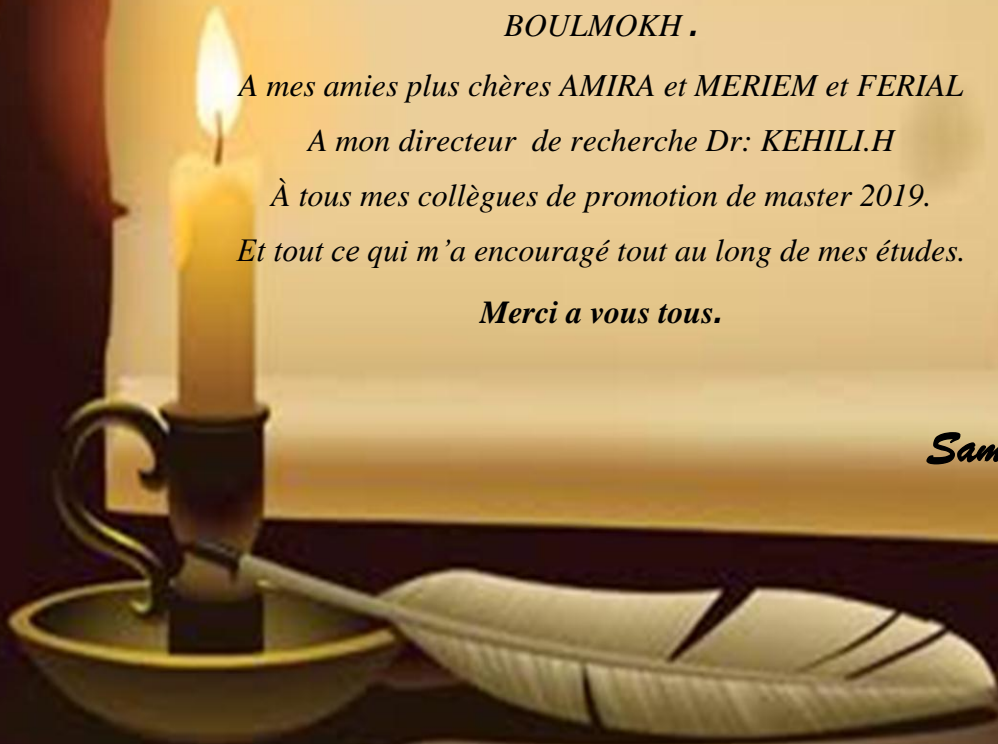 BOULMOKH .
A mes amies plus chères AMIRA et MERIEM et FERIAL
A mon directeur de recherche Dr: KEHILI.H
À tous mes collègues de promotion de master 2019.
Et tout ce qui m’a encouragé tout au long de mes études.
Merci a vous tous.
Sam